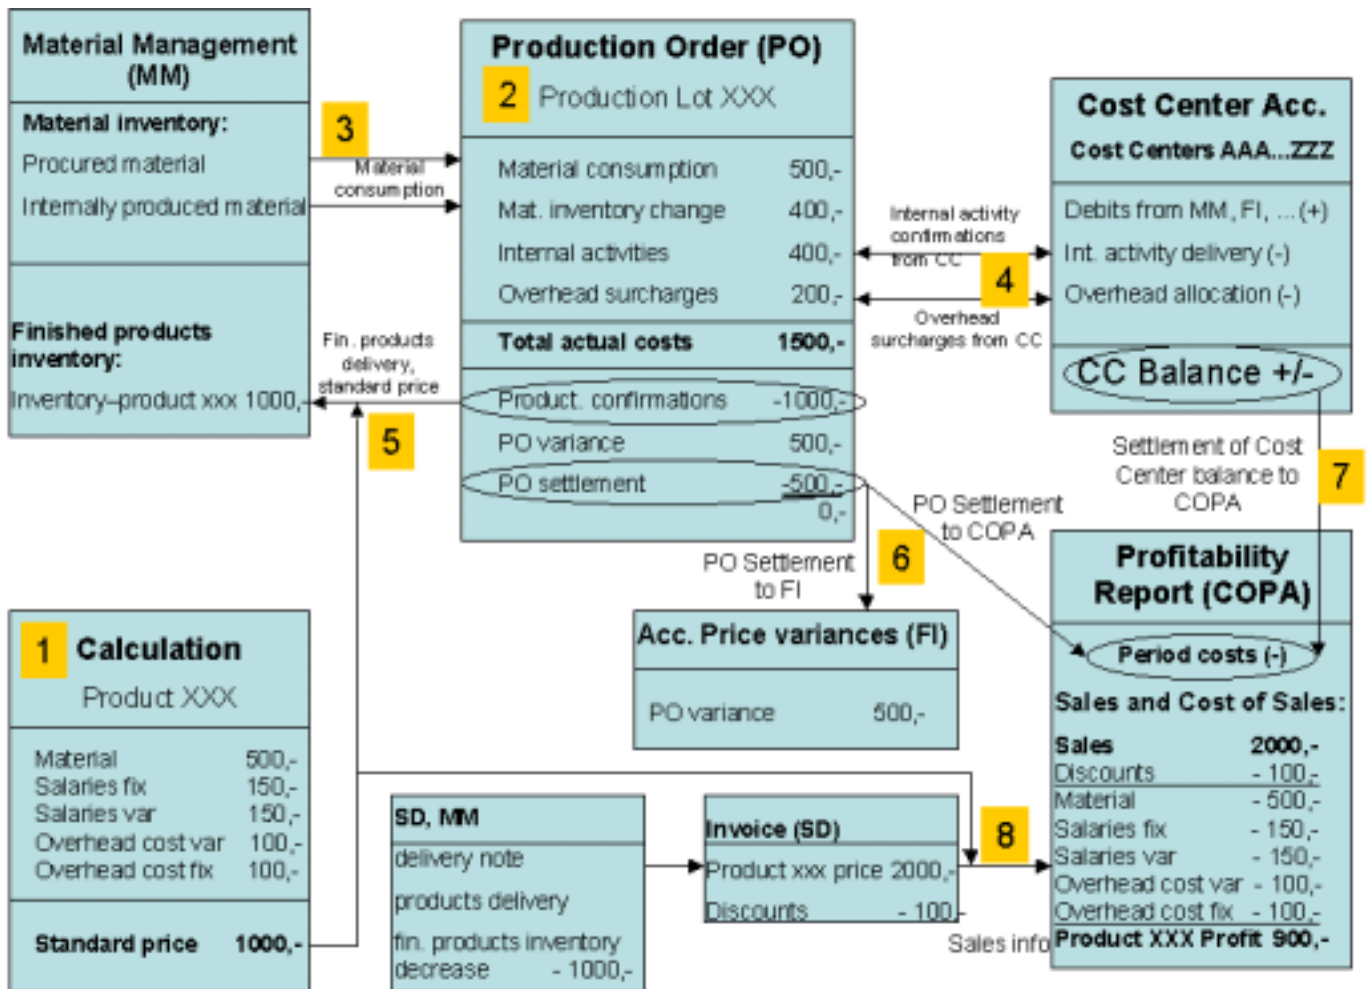 Material Management
(MM)
Material inventory:
Procured material
Internally produced material
Finished products
inventory:
Inventory–product xxx 1000,-
3
Material
consumption
Production Order (PO)
2
Production Lot XXX
Material consumption 500,-
Mat. inventory change 400,-
Internal activities 400,-
Overhead surcharges 200,-
Total actual costs 1500,-
Product. confirmations -1000,-
PO variance 500,-
PO settlement -500,-
0,-
Fin. products
delivery,
standard price
5
Internal activity
confirmations
from CC
4
Overhead
surcharges from CC
Cost Center Acc.
Cost Centers AAA...ZZZ
Debits from MM, FI, ... (+)
Int. activity delivery (-)
Overhead allocation (-)
CC Balance +/-
Settlement of Cost
Center balance to
COPA
7
PO Settlement
to COPA
PO Settlement
to FI
6
Acc. Price variances (FI)
PO variance 500,-
1
Calculation
Product XXX
Material 500,-
Salaries fix 150,-
Salaries var 150,-
Overhead cost var 100,-
Overhead cost fix 100,-
Standard price 1000,-
SD, MM
delivery note
products delivery
fin. products inventory
decrease - 1000,-
Invoice (SD)
Product xxx price 2000,-
Discounts - 100,-
8
Sales info
Profitability
Report (COPA)
Period costs (-)
Sales and Cost of Sales:
Sales 2000,-
Discounts - 100,-
Material - 500,-
Salaries fix - 150,-
Salaries var - 150,-
Overhead cost var - 100,-
Overhead cost fix - 100,-
Product XXX Profit 900,-